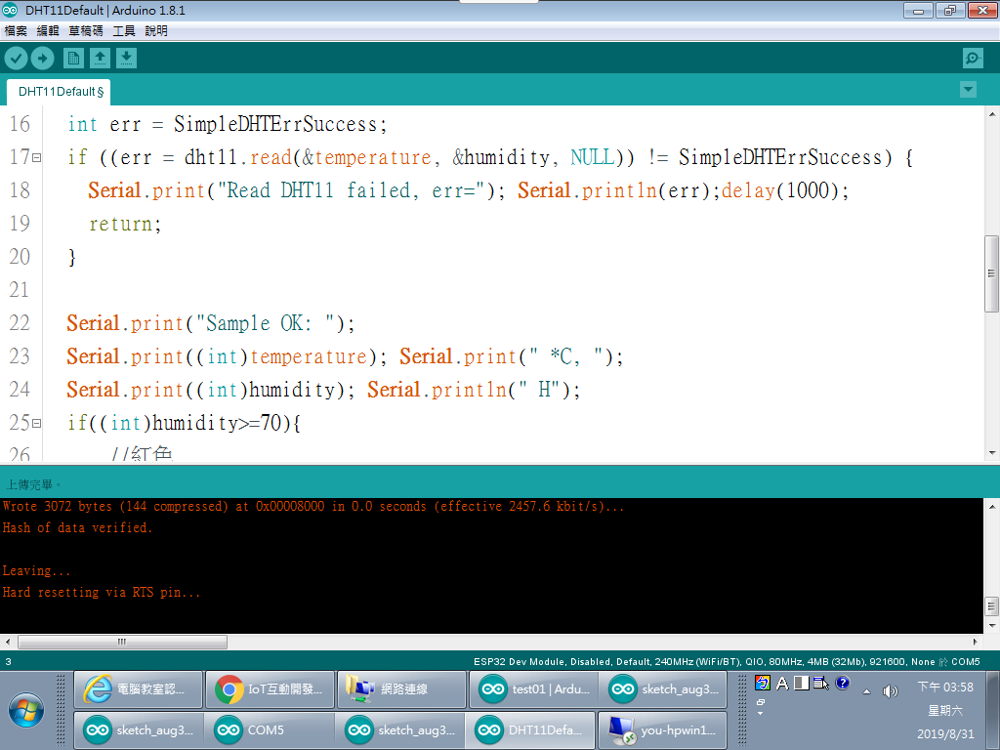 DHT11Default | Arduino 1.8.1
檔案 編輯 草稿碼 工具 說明
DHT11Default §
16 int err = SimpleDHTErrSuccess;
17 if ((err = dht11.read(&temperature, &humidity, NULL)) != SimpleDHTErrSuccess) {
18 Serial.print("Read DHT11 failed, err="); Serial.println(err);delay(1000);
19 return;
20 }
21
22 Serial.print("Sample OK: ");
23 Serial.print((int)temperature); Serial.print(" *C, ");
24 Serial.print((int)humidity); Serial.println(" H");
25 if((int)humidity>=70){
26 //紅色
上傳完畢。
Wrote 3072 bytes (144 compressed) at 0x00008000 in 0.0 seconds (effective 2457.6 kbit/s)...
Hash of data verified.
Leaving...
Hard resetting via RTS pin...
3 ESP32 Dev Module, Disabled, Default, 240MHz (WiFi/BT), QIO, 80MHz, 4MB (32Mb), 921600, None 於 COM5
電腦教室認... IoT互動開發... 網路連線 test01 | Ardu... sketch_aug3... A 下午 03:58
星期六
sketch_aug3... COM5 sketch_aug3... DHT11Defa... you-hpwin1... 2019/8/31